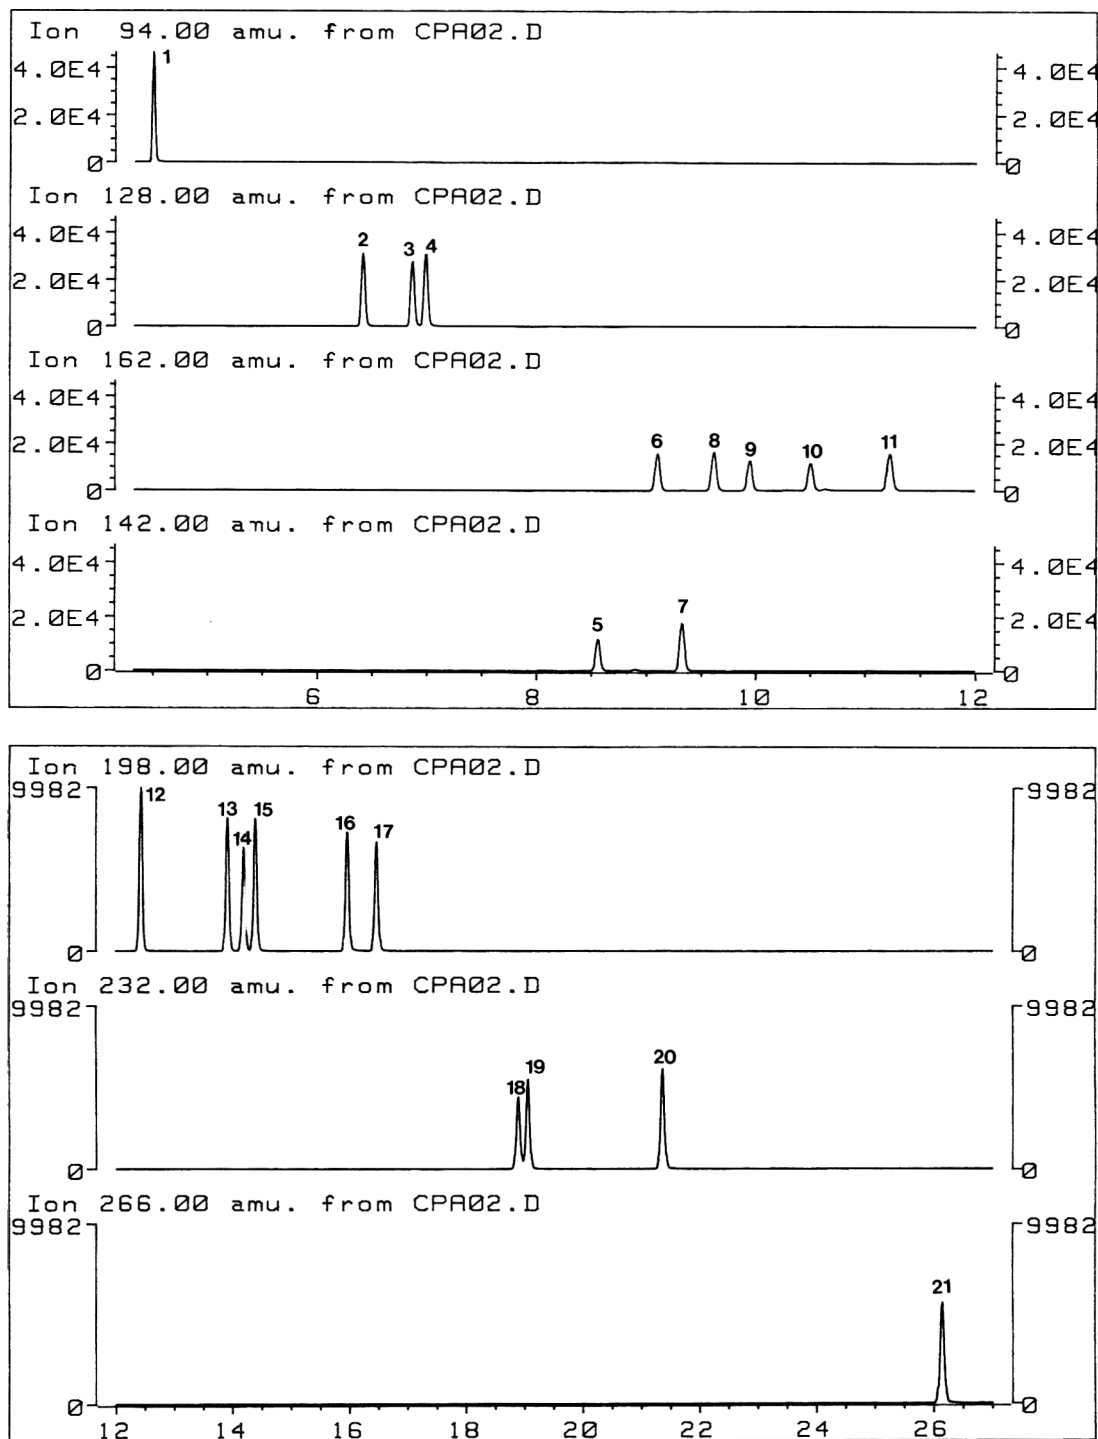 Ion 94.00 amu. from CPA02.D
4.0E4 1 4.0E4
2.0E4 2.0E4
0 0
Ion 128.00 amu. from CPA02.D
4.0E4 2 3 4 4.0E4
2.0E4 2.0E4
0 0
Ion 162.00 amu. from CPA02.D
4.0E4 4.0E4
2.0E4 6 8 9 10 11 2.0E4
0 0
Ion 142.00 amu. from CPA02.D
4.0E4 4.0E4
2.0E4 5 7 2.0E4
0 0
6 8 10 12
Ion 198.00 amu. from CPA02.D
9982 12 13 14 15 16 17 9982
0 0
Ion 232.00 amu. from CPA02.D
9982 9982
18 19 20
0 0
Ion 266.00 amu. from CPA02.D
9982 9982
21
0 0
12 14 16 18 20 22 24 26